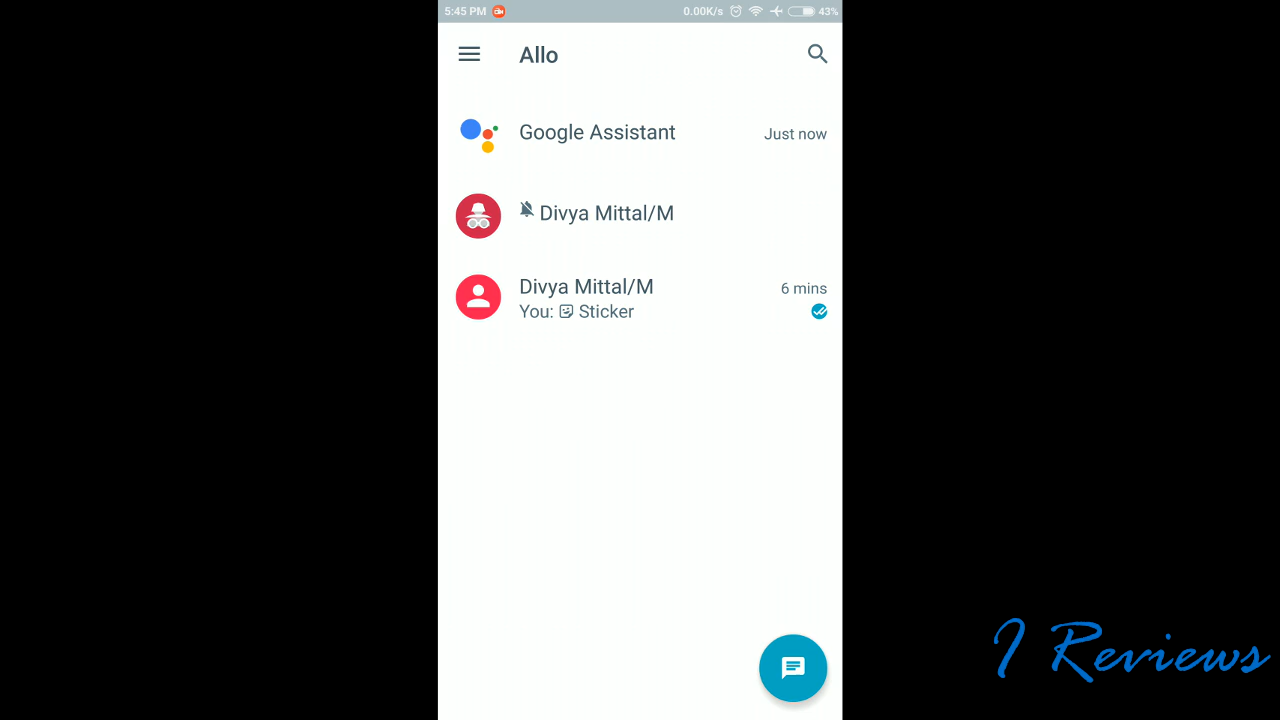 5:45 PM 0.00K/s 43%
Allo
Google Assistant Just now
Divya Mittal/M
Divya Mittal/M 6 mins
You: Sticker
I Reviews